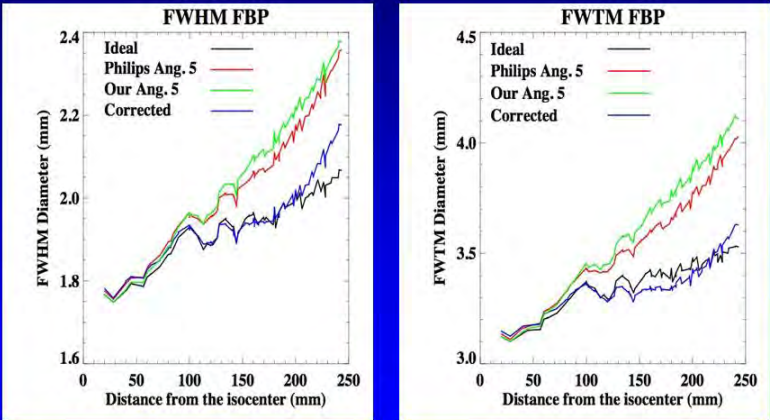 FWHM FBP
2.4
2.2
2.0
1.8
1.6
FWHM Diameter (mm)
Ideal
Philips Ang. 5
Our Ang. 5
Corrected
0 50 100 150 200 250
Distance from the isocenter (mm)
FWTM FBP
4.5
4.0
3.5
3.0
FWTM Diameter (mm)
Ideal
Philips Ang. 5
Our Ang. 5
Corrected
0 50 100 150 200 250
Distance from the isocenter (mm)